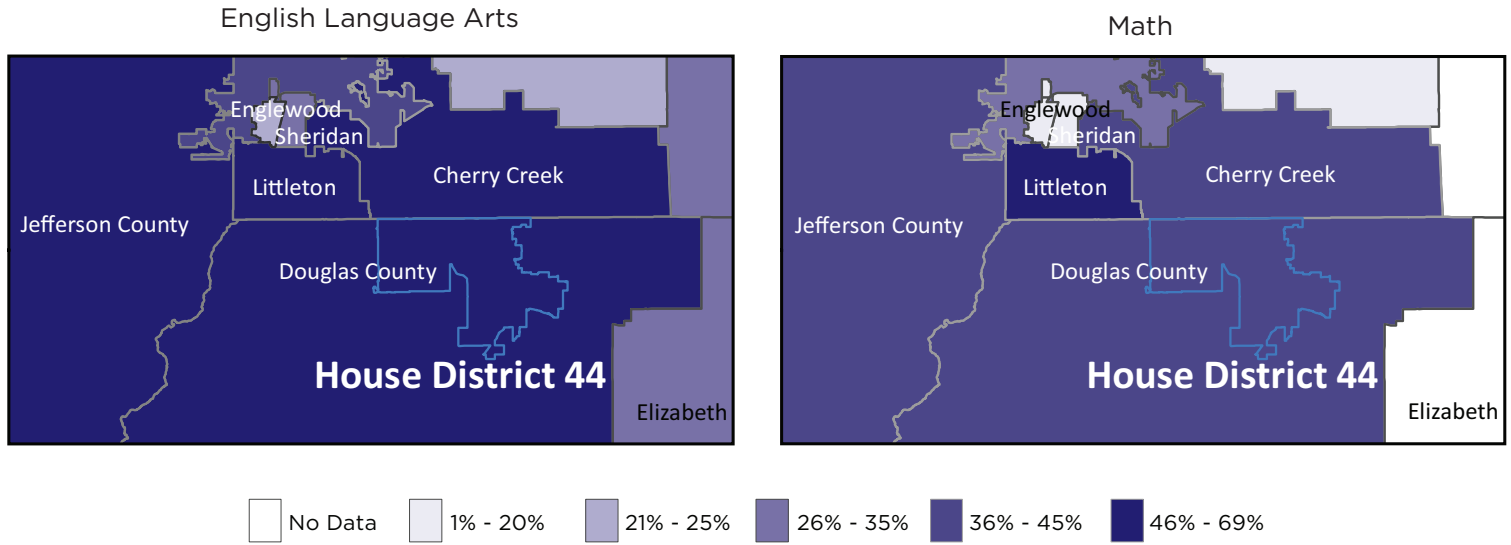 English Language Arts
Englewood
Sheridan
Cherry Creek
Littleton
Jefferson County
Douglas County
House District 44
Elizabeth
Math
Englewood
Sheridan
Cherry Creek
Littleton
Jefferson County
Douglas County
House District 44
Elizabeth
No Data
1% - 20%
21% - 25%
26% - 35%
36% - 45%
46% - 69%